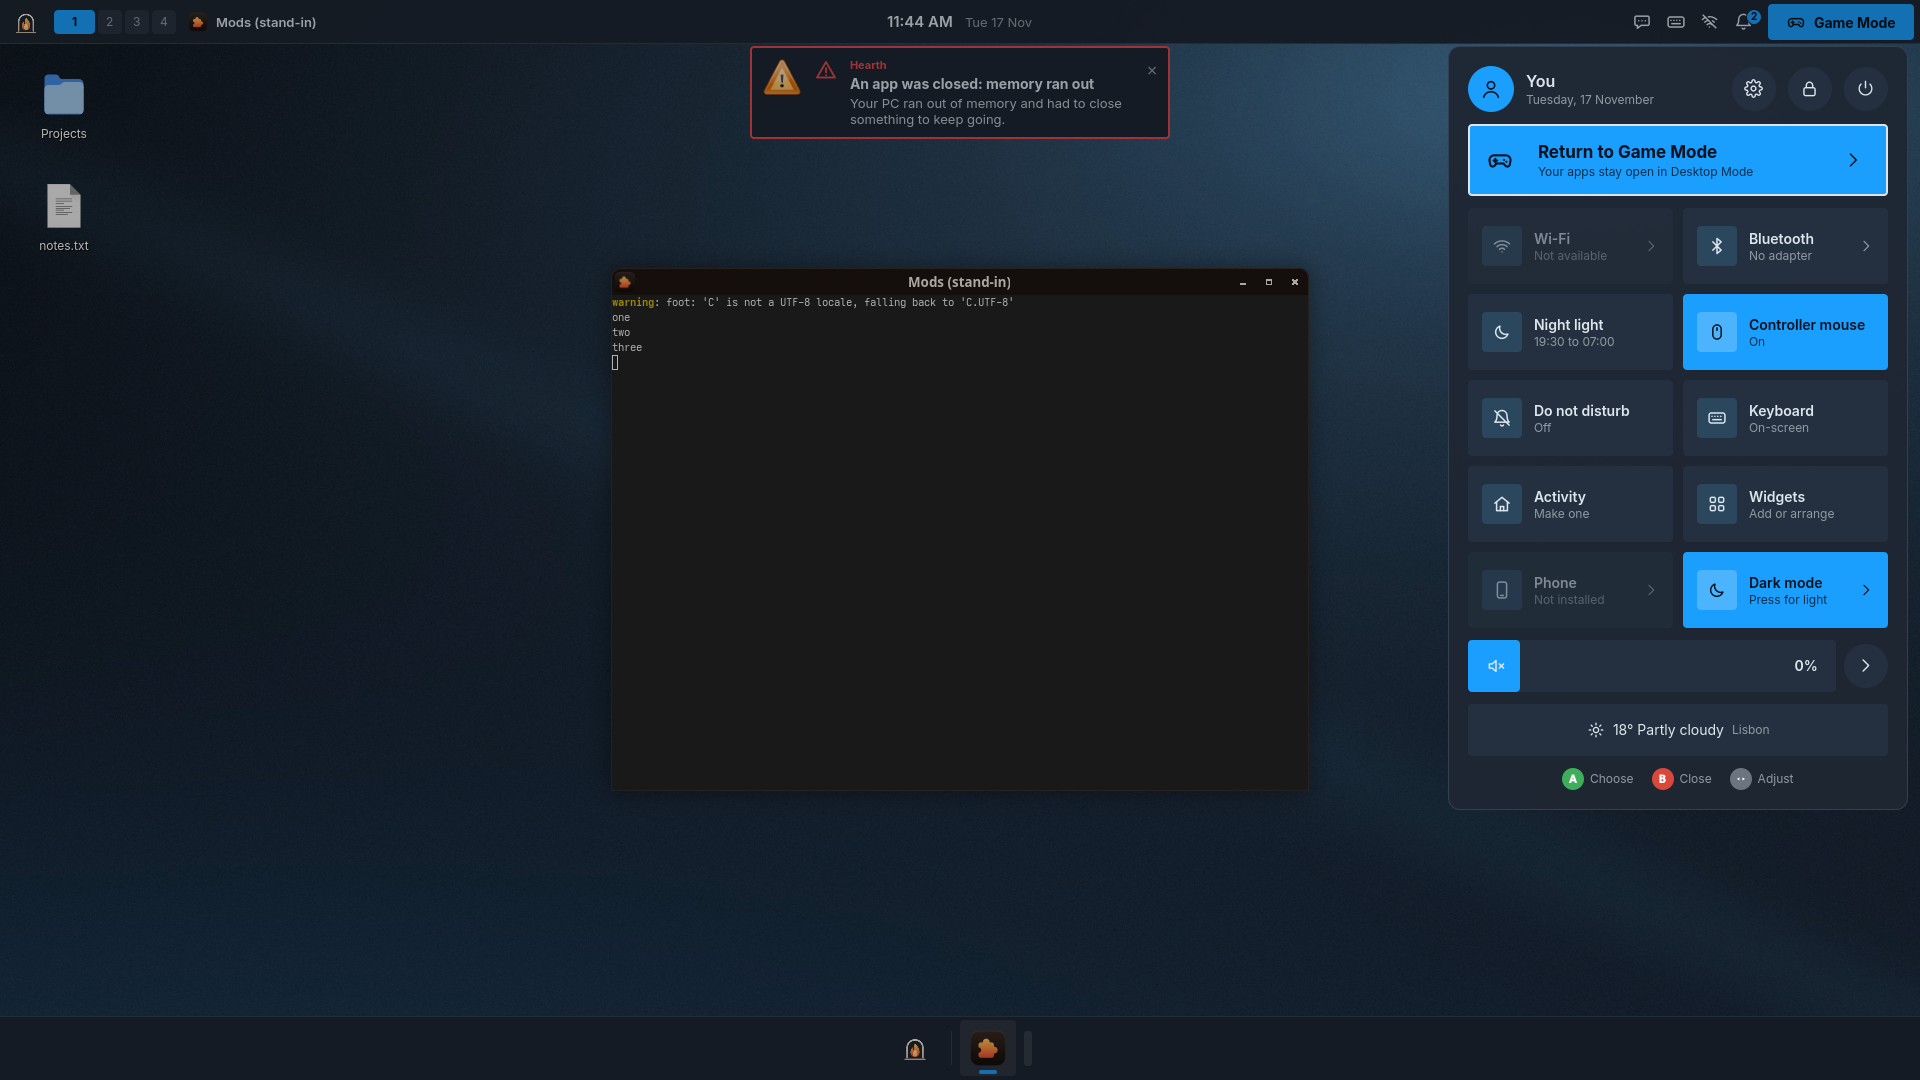 1
2
3
4
Mods (stand-in)
11:44 AM
Tue 17 Nov
2
Game Mode
Projects
notes.txt
Hearth
An app was closed: memory ran out
Your PC ran out of memory and had to close
something to keep going.
Mods (stand-in)
warning: foot: 'C' is not a UTF-8 locale, falling back to 'C.UTF-8'
one
two
three
You
Tuesday, 17 November
Return to Game Mode
Your apps stay open in Desktop Mode
Wi-Fi
Not available
Bluetooth
No adapter
Night light
19:30 to 07:00
Controller mouse
On
Do not disturb
Off
Keyboard
On-screen
Activity
Make one
Widgets
Add or arrange
Phone
Not installed
Dark mode
Press for light
0%
18° Partly cloudy Lisbon
A Choose B Close Adjust